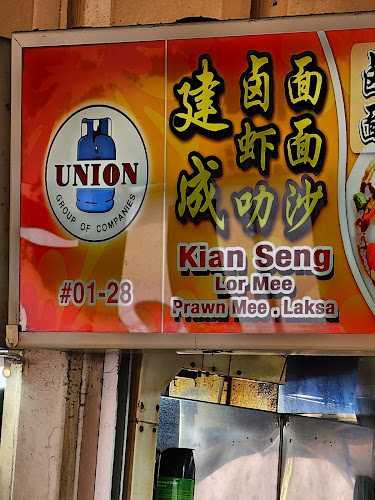 UNION
GROUP OF COMPANIES
#01-28
建成
卤面
虾面
叻沙
Kian Seng
Lor Mee
Prawn Mee . Laksa